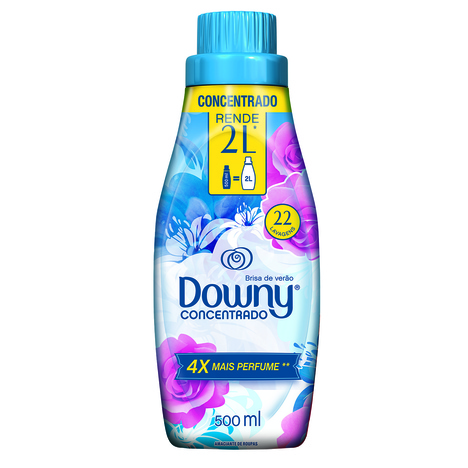 CONCENTRADO
RENDE
2L*
500ml = 2L
22
LAVAGENS
Brisa de verão
Downy®
CONCENTRADO
4X MAIS PERFUME **
500 ml
AMACIANTE DE ROUPAS